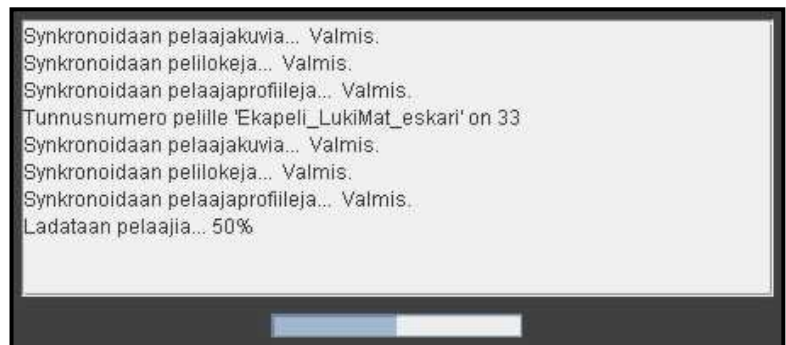 Synkronoidaan pelaajakuvia... Valmis.
Synkronoidaan pelilokeja... Valmis.
Synkronoidaan pelaajaprofiileja... Valmis.
Tunnusnumero pelille 'Ekapeli_LukiMat_eskari' on 33
Synkronoidaan pelaajakuvia... Valmis.
Synkronoidaan pelilokeja... Valmis.
Synkronoidaan pelaajaprofiileja... Valmis.
Ladataan pelaajia... 50%